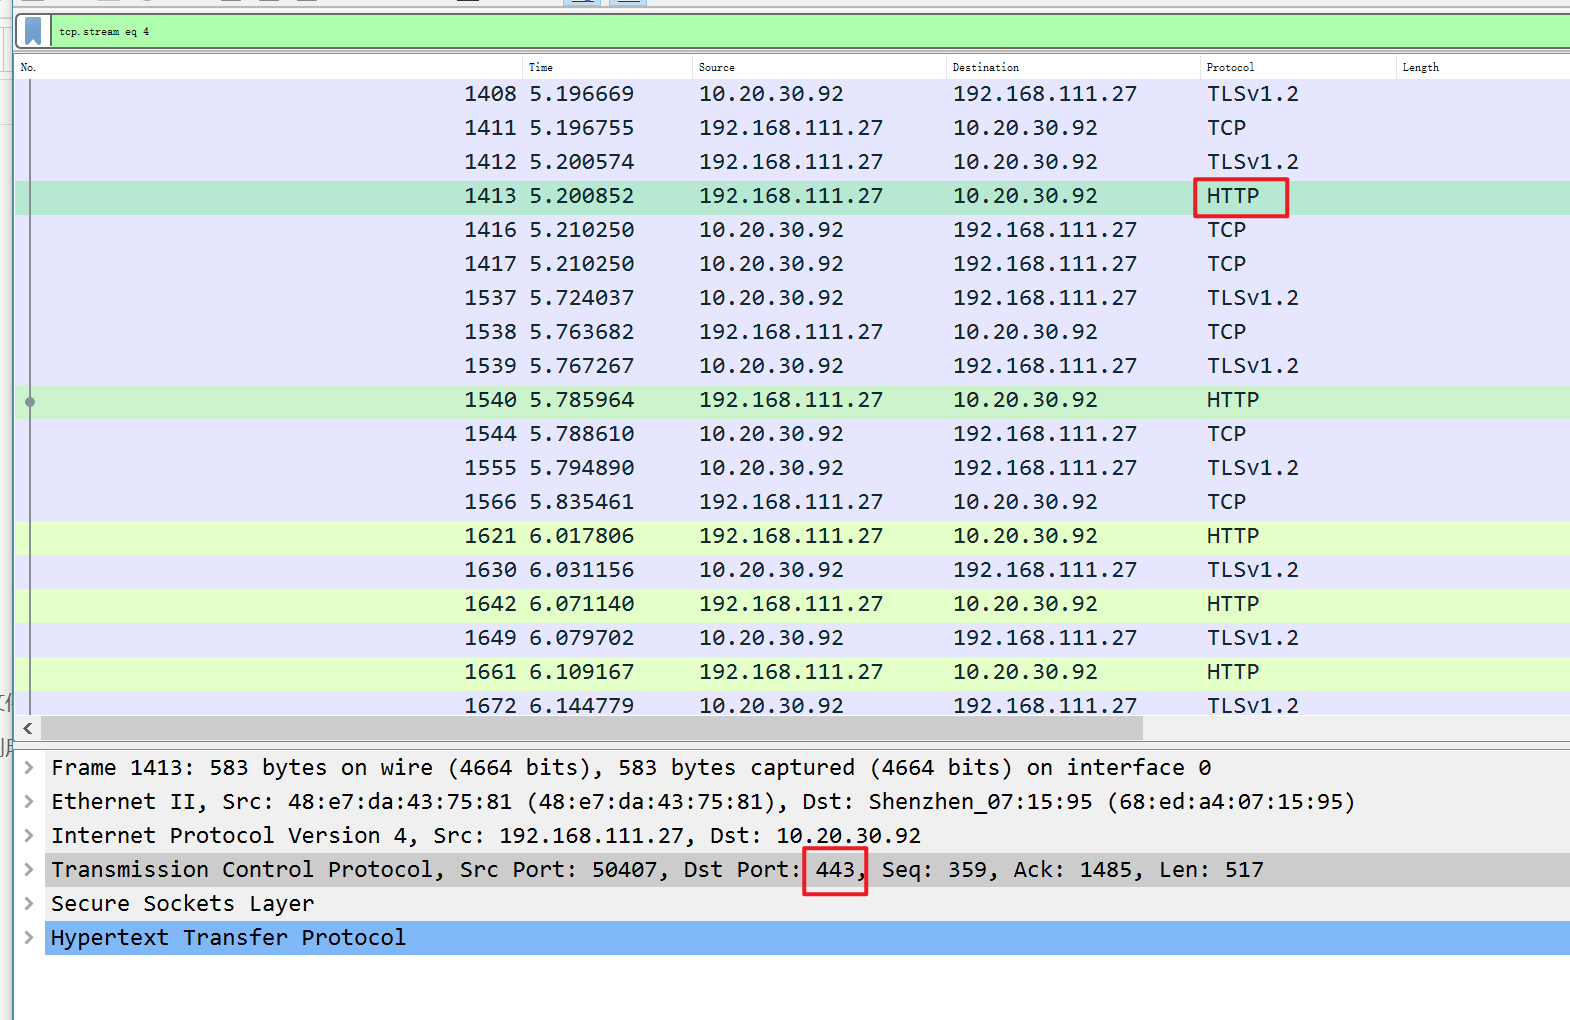 tcp.stream eq 4
No. Time Source Destination Protocol Length
1408 5.196669 10.20.30.92 192.168.111.27 TLSv1.2
1411 5.196755 192.168.111.27 10.20.30.92 TCP
1412 5.200574 192.168.111.27 10.20.30.92 TLSv1.2
1413 5.200852 192.168.111.27 10.20.30.92 HTTP
1416 5.210250 10.20.30.92 192.168.111.27 TCP
1417 5.210250 10.20.30.92 192.168.111.27 TCP
1537 5.724037 10.20.30.92 192.168.111.27 TLSv1.2
1538 5.763682 192.168.111.27 10.20.30.92 TCP
1539 5.767267 10.20.30.92 192.168.111.27 TLSv1.2
1540 5.785964 192.168.111.27 10.20.30.92 HTTP
1544 5.788610 10.20.30.92 192.168.111.27 TCP
1555 5.794890 10.20.30.92 192.168.111.27 TLSv1.2
1566 5.835461 192.168.111.27 10.20.30.92 TCP
1621 6.017806 192.168.111.27 10.20.30.92 HTTP
1630 6.031156 10.20.30.92 192.168.111.27 TLSv1.2
1642 6.071140 192.168.111.27 10.20.30.92 HTTP
1649 6.079702 10.20.30.92 192.168.111.27 TLSv1.2
1661 6.109167 192.168.111.27 10.20.30.92 HTTP
1672 6.144779 10.20.30.92 192.168.111.27 TLSv1.2
Frame 1413: 583 bytes on wire (4664 bits), 583 bytes captured (4664 bits) on interface 0
Ethernet II, Src: 48:e7:da:43:75:81 (48:e7:da:43:75:81), Dst: Shenzhen_07:15:95 (68:ed:a4:07:15:95)
Internet Protocol Version 4, Src: 192.168.111.27, Dst: 10.20.30.92
Transmission Control Protocol, Src Port: 50407, Dst Port: 443, Seq: 359, Ack: 1485, Len: 517
Secure Sockets Layer
Hypertext Transfer Protocol